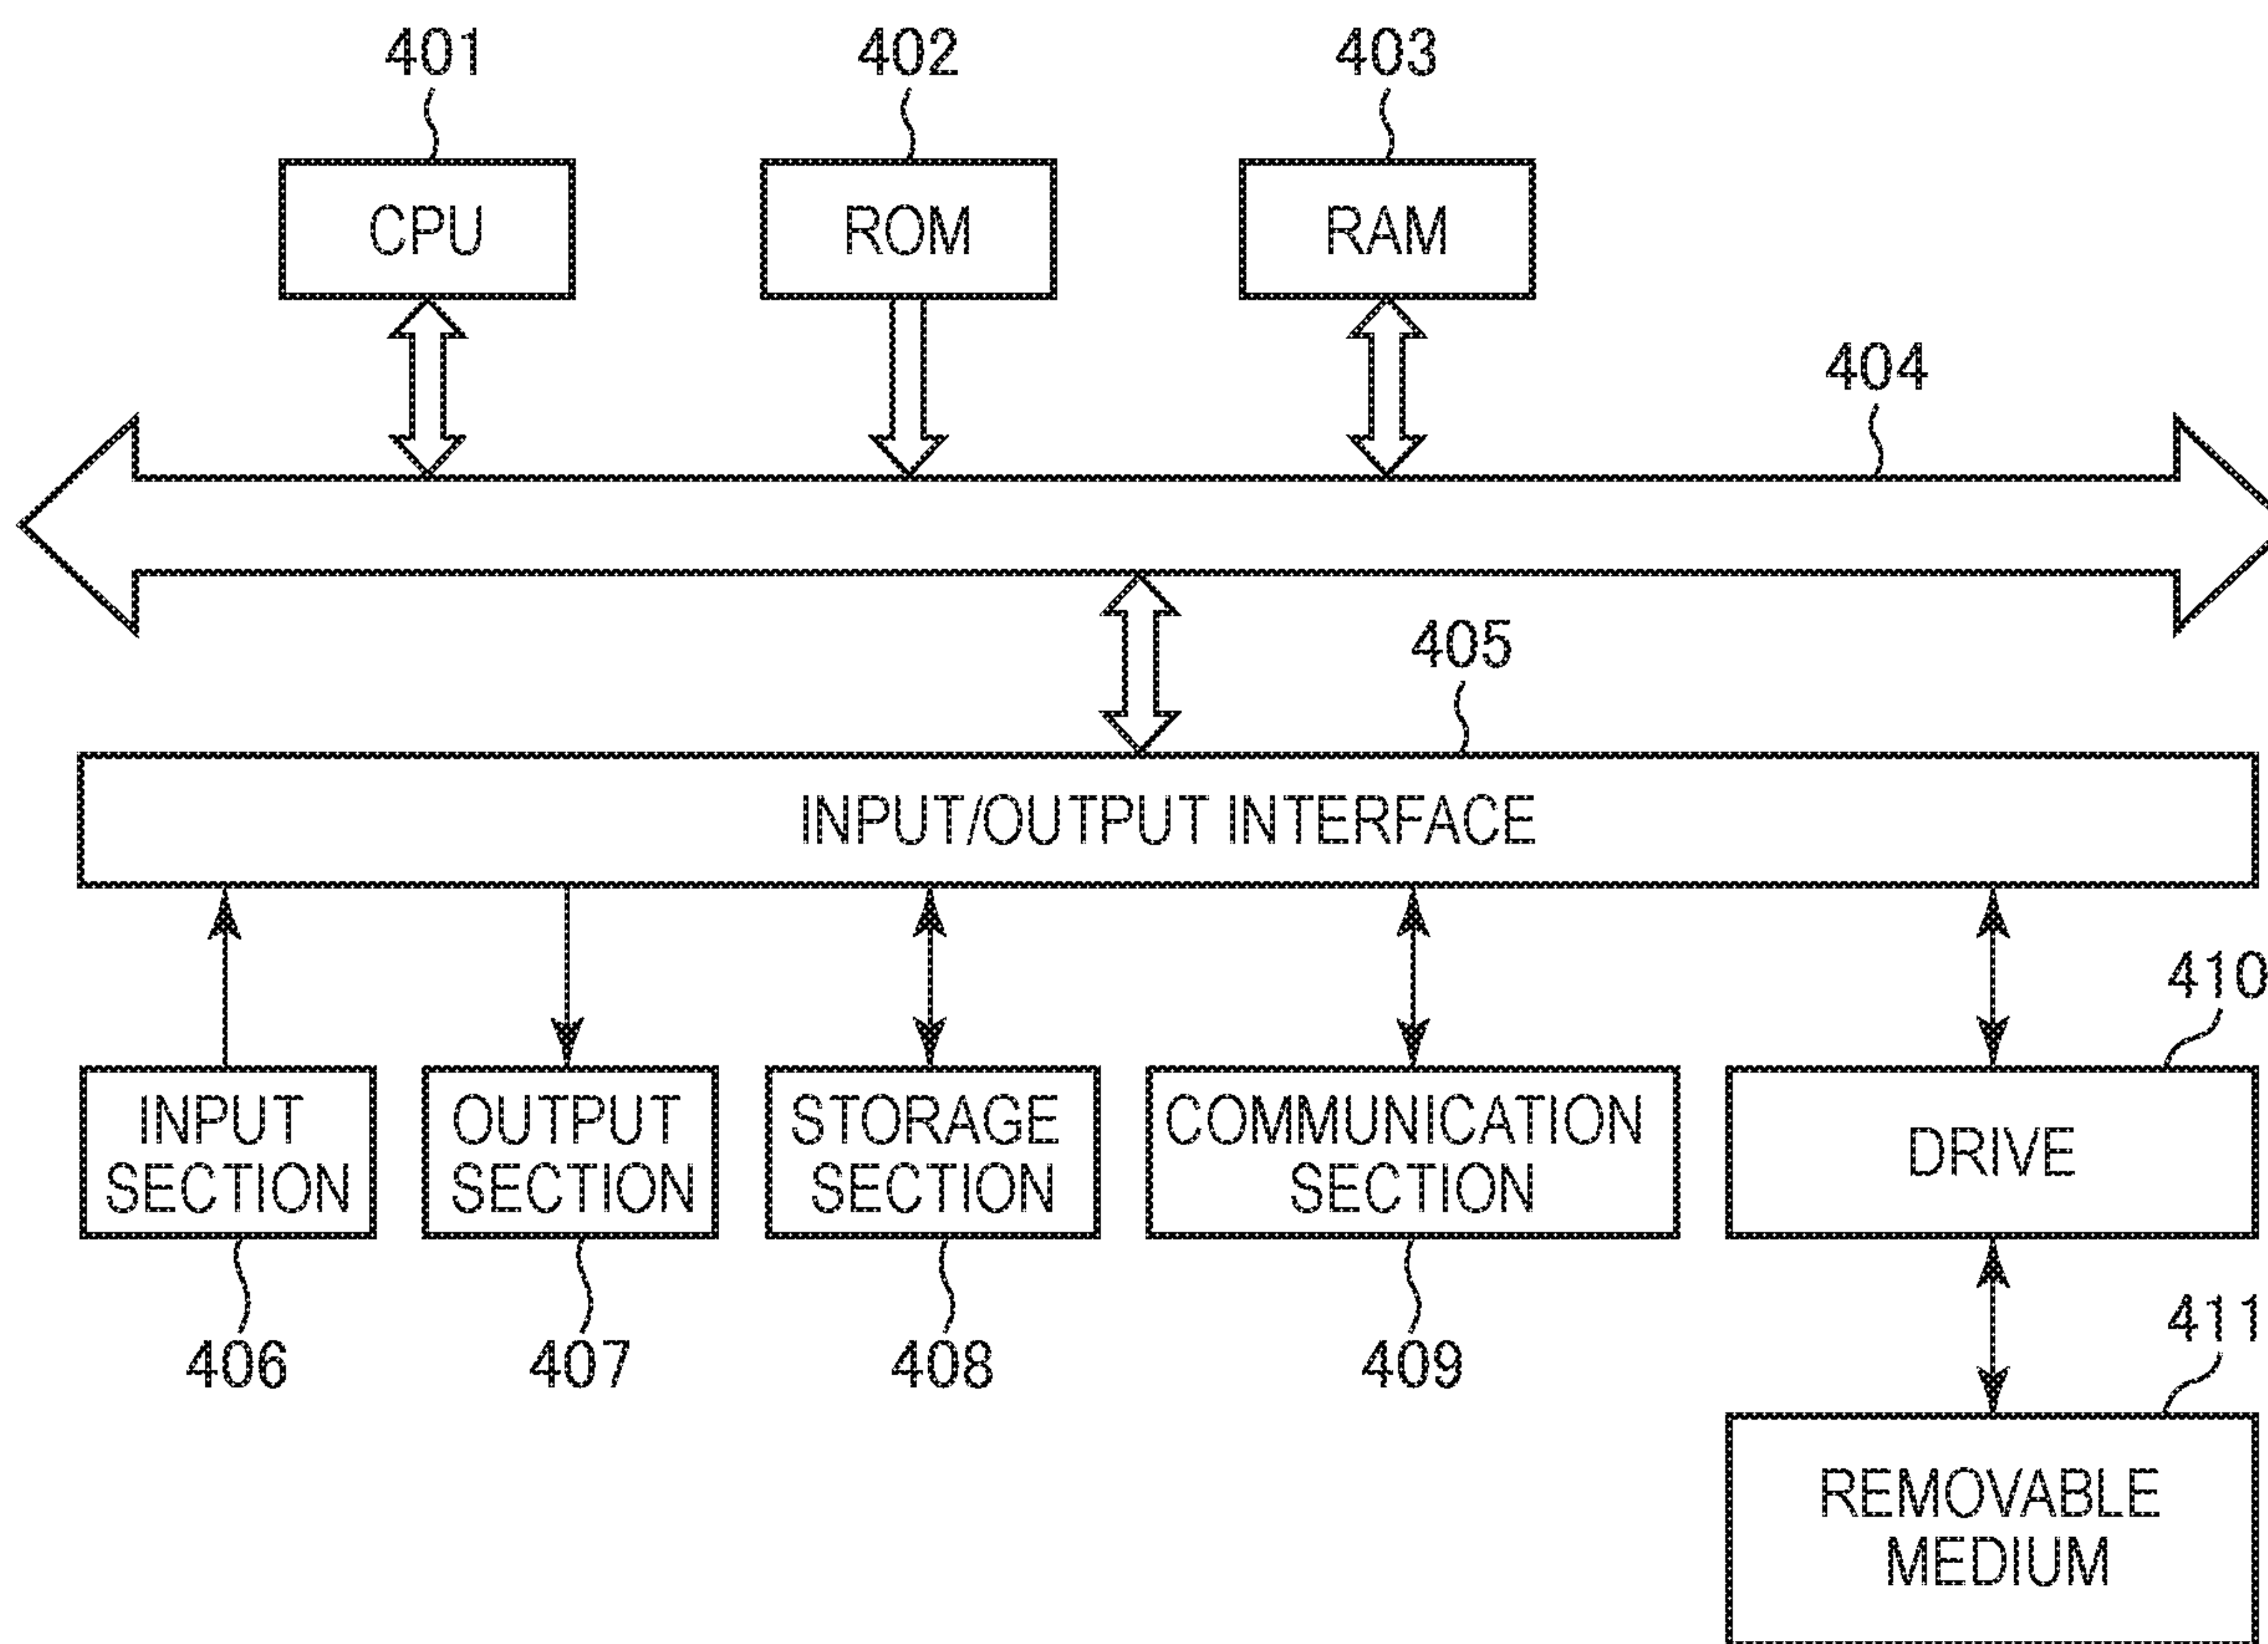 401
402
403
CPU
ROM
RAM
404
405
INPUT/OUTPUT INTERFACE
410
INPUT
SECTION
OUTPUT
SECTION
STORAGE
SECTION
COMMUNICATION
SECTION
DRIVE
406
407
408
409
411
REMOVABLE
MEDIUM